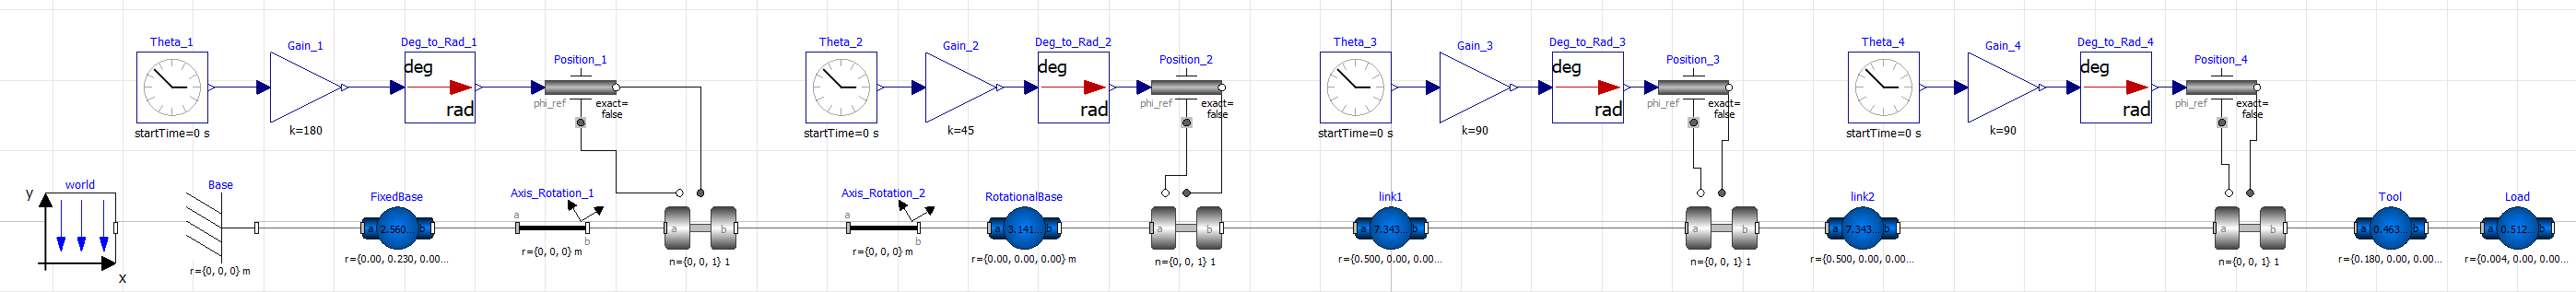 Theta_1
Gain_1
Deg_to_Rad_1
deg
rad
Position_1
phi_ref
exact=
false
startTime=0 s
k=180
Theta_2
Gain_2
Deg_to_Rad_2
deg
rad
Position_2
phi_ref
exact=
false
startTime=0 s
k=45
Theta_3
Gain_3
Deg_to_Rad_3
deg
rad
Position_3
phi_ref
exact=
false
startTime=0 s
k=90
Theta_4
Gain_4
Deg_to_Rad_4
deg
rad
Position_4
phi_ref
exact=
false
startTime=0 s
k=90
y
world
x
Base
r={0, 0, 0} m
FixedBase
a 2.560... b
r={0.00, 0.230, 0.00...
Axis_Rotation_1
a
b
r={0, 0, 0} m
a b
n={0, 0, 1} 1
Axis_Rotation_2
a
b
r={0, 0, 0} m
RotationalBase
a 3.141... b
r={0.00, 0.00, 0.00} m
a b
n={0, 0, 1} 1
link1
a 7.343... b
r={0.500, 0.00, 0.00...
a b
n={0, 0, 1} 1
link2
a 7.343... b
r={0.500, 0.00, 0.00...
a b
n={0, 0, 1} 1
Tool
a 0.463... b
r={0.180, 0.00, 0.00...
Load
a 0.512... b
r={0.004, 0.00, 0.00...